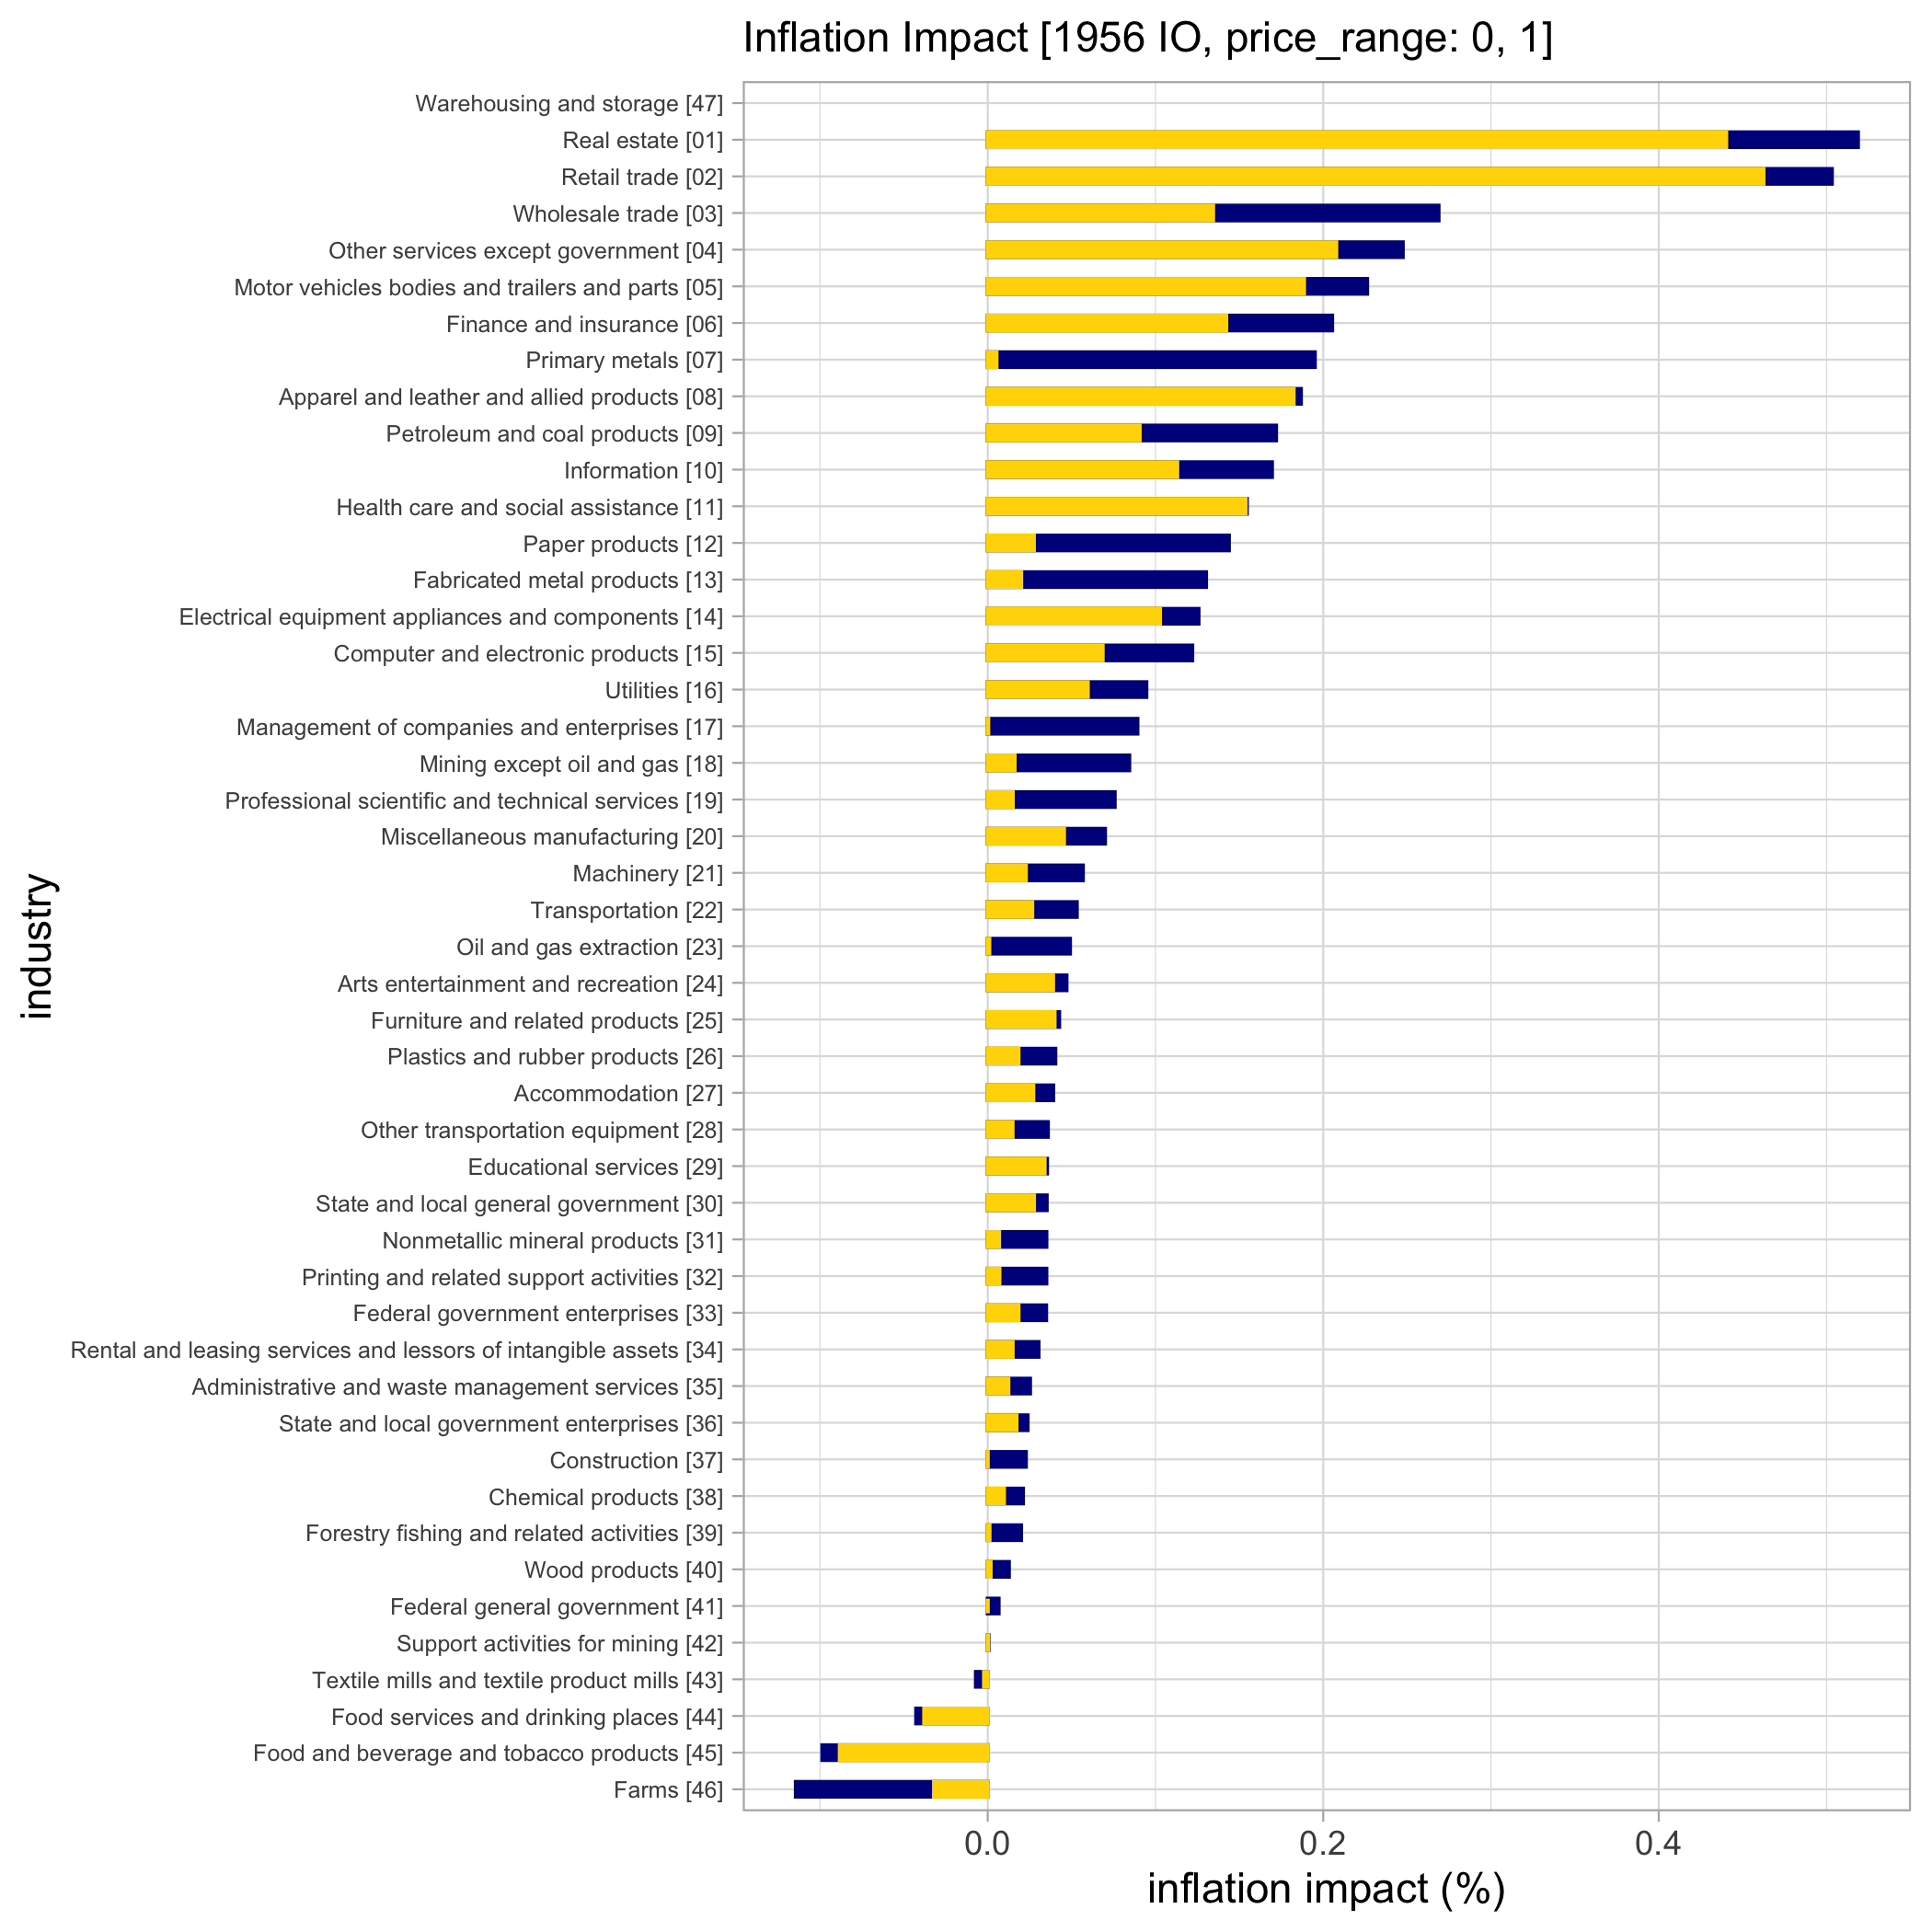 Inflation Impact [1956 IO, price_range: 0, 1]
Warehousing and storage [47]
Real estate [01]
Retail trade [02]
Wholesale trade [03]
Other services except government [04]
Motor vehicles bodies and trailers and parts [05]
Finance and insurance [06]
Primary metals [07]
Apparel and leather and allied products [08]
Petroleum and coal products [09]
Information [10]
Health care and social assistance [11]
Paper products [12]
Fabricated metal products [13]
Electrical equipment appliances and components [14]
Computer and electronic products [15]
Utilities [16]
Management of companies and enterprises [17]
Mining except oil and gas [18]
Professional scientific and technical services [19]
Miscellaneous manufacturing [20]
Machinery [21]
Transportation [22]
Oil and gas extraction [23]
Arts entertainment and recreation [24]
Furniture and related products [25]
Plastics and rubber products [26]
Accommodation [27]
Other transportation equipment [28]
Educational services [29]
State and local general government [30]
Nonmetallic mineral products [31]
Printing and related support activities [32]
Federal government enterprises [33]
Rental and leasing services and lessors of intangible assets [34]
Administrative and waste management services [35]
State and local government enterprises [36]
Construction [37]
Chemical products [38]
Forestry fishing and related activities [39]
Wood products [40]
Federal general government [41]
Support activities for mining [42]
Textile mills and textile product mills [43]
Food services and drinking places [44]
Food and beverage and tobacco products [45]
Farms [46]
industry
0.0 0.2 0.4
inflation impact (%)